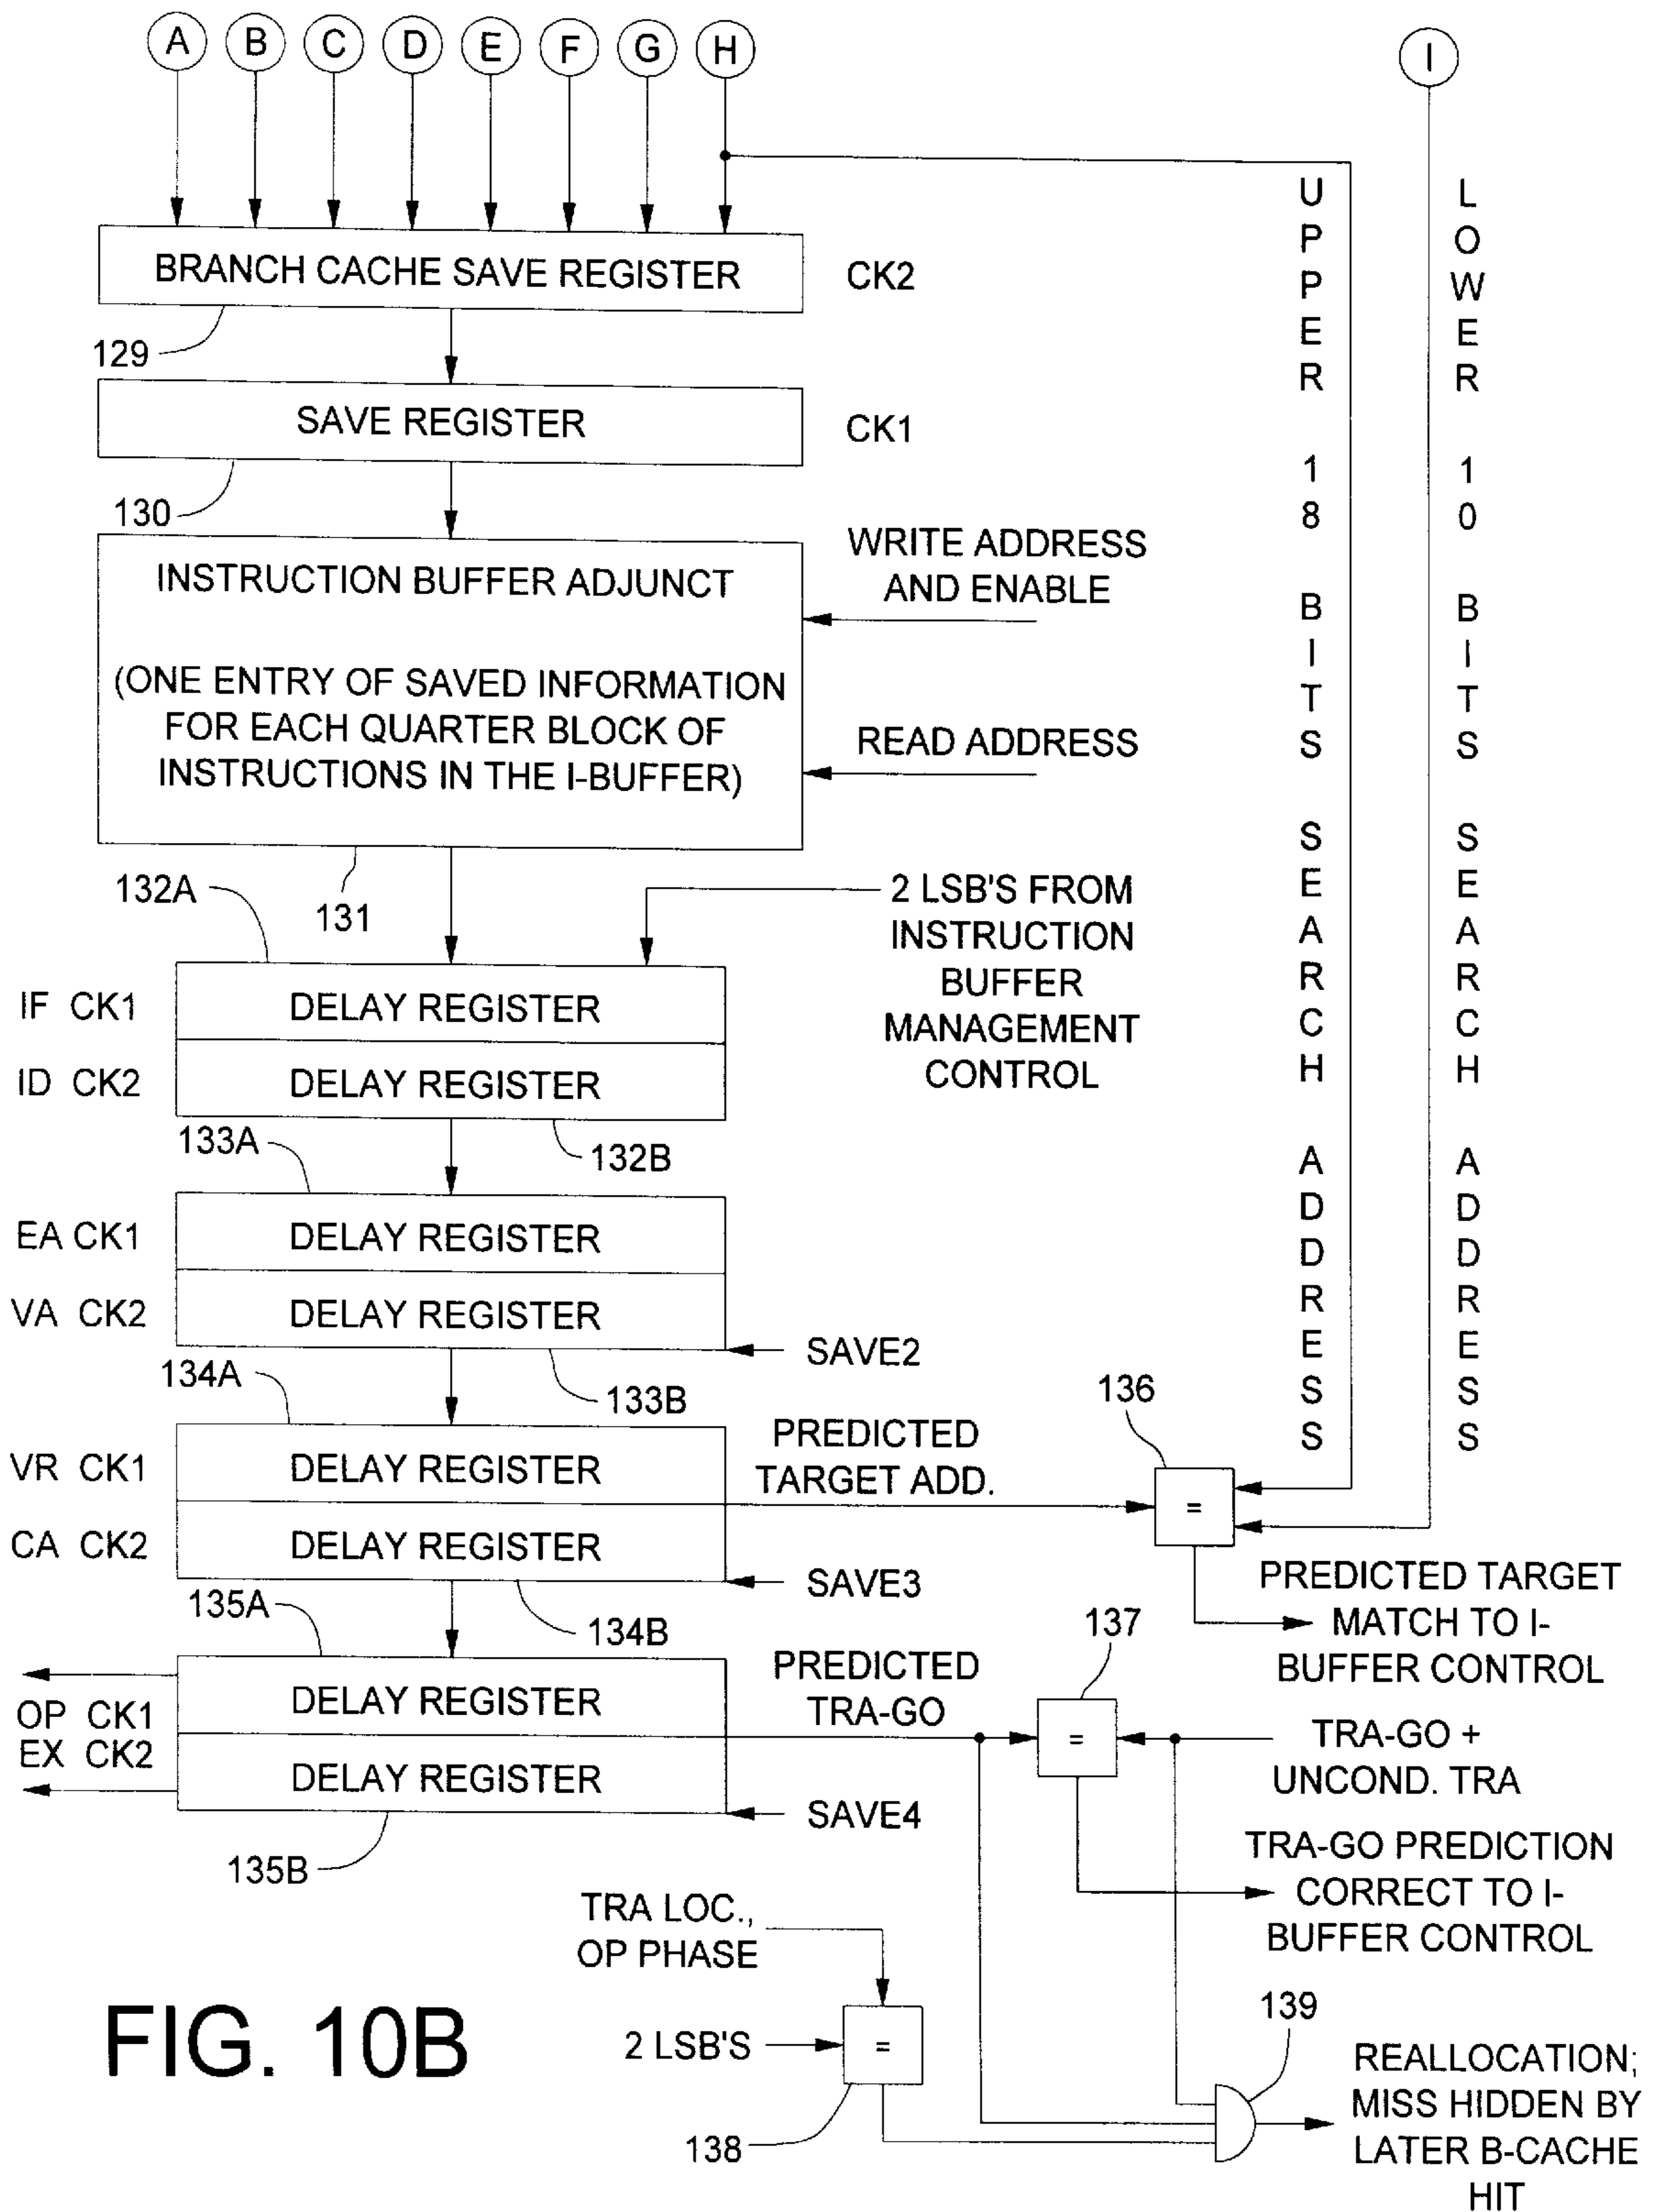 A B C D E F G H I
BRANCH CACHE SAVE REGISTER
CK2
129
SAVE REGISTER
CK1
130
UPPER 18 BITS SEARCH ADDRESS
LOWER 10 BITS SEARCH ADDRESS
WRITE ADDRESS
AND ENABLE
INSTRUCTION BUFFER ADJUNCT
(ONE ENTRY OF SAVED INFORMATION
FOR EACH QUARTER BLOCK OF
INSTRUCTIONS IN THE I-BUFFER)
READ ADDRESS
131
132A
2 LSB'S FROM
INSTRUCTION
BUFFER
MANAGEMENT
CONTROL
IF CK1
DELAY REGISTER
ID CK2
DELAY REGISTER
132B
133A
EA CK1
DELAY REGISTER
VA CK2
DELAY REGISTER
SAVE2
133B
134A
VR CK1
DELAY REGISTER
PREDICTED
TARGET ADD.
136
=
CA CK2
DELAY REGISTER
SAVE3
134B
PREDICTED TARGET
MATCH TO I-
BUFFER CONTROL
135A
OP CK1
DELAY REGISTER
EX CK2
DELAY REGISTER
PREDICTED
TRA-GO
137
=
TRA-GO +
UNCOND. TRA
SAVE4
135B
TRA-GO PREDICTION
CORRECT TO I-
BUFFER CONTROL
TRA LOC.,
OP PHASE
2 LSB'S
=
138
139
REALLOCATION;
MISS HIDDEN BY
LATER B-CACHE
HIT
FIG. 10B